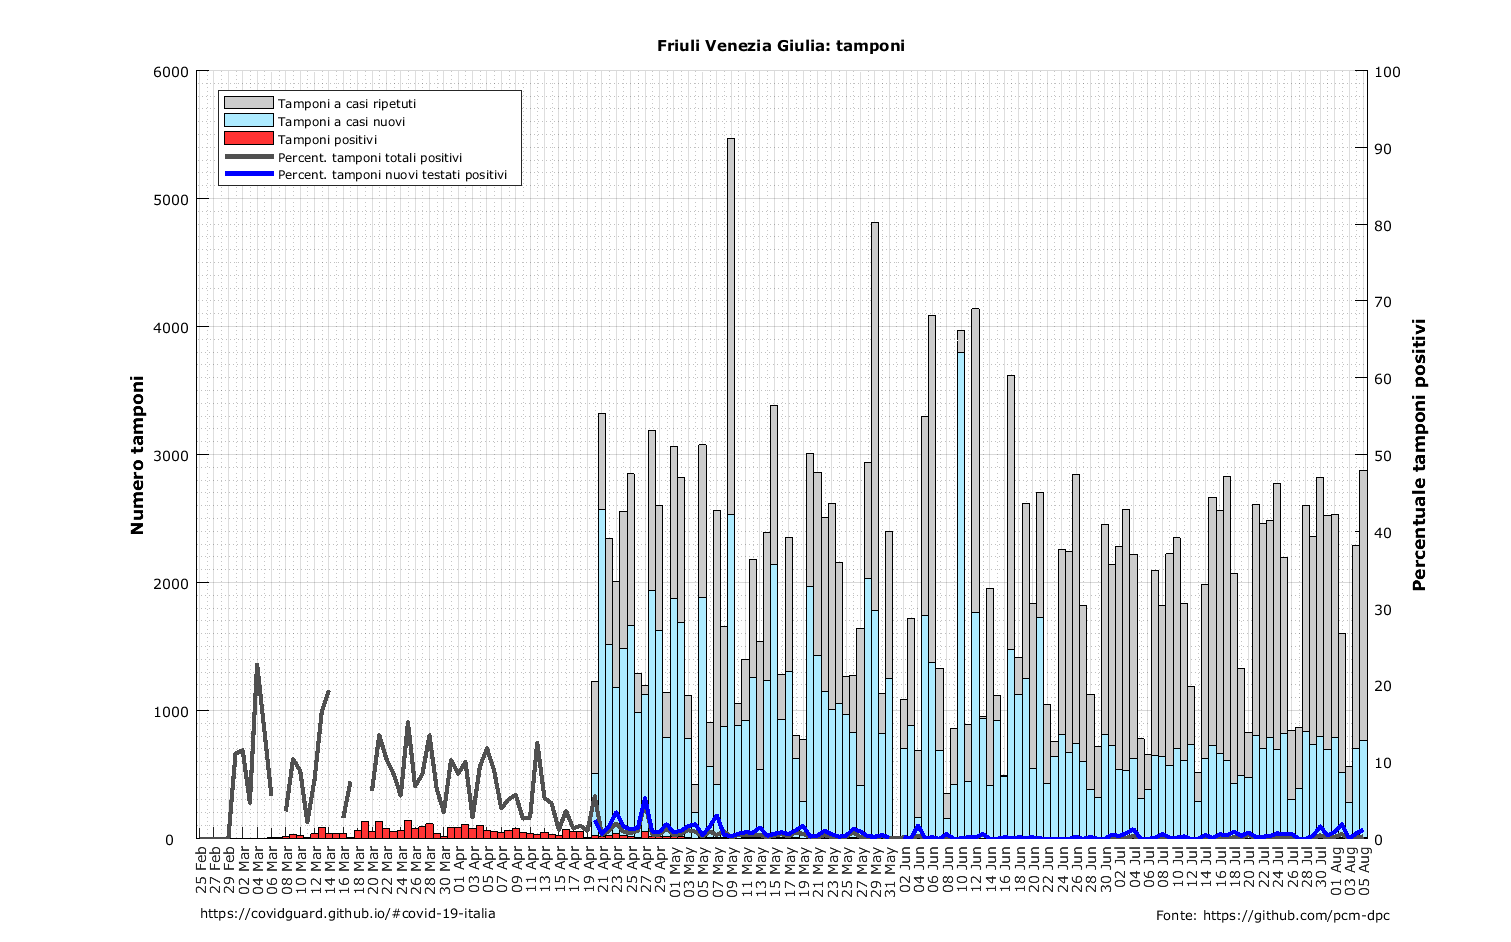 Friuli Venezia Giulia: tamponi
Tamponi a casi ripetuti
Tamponi a casi nuovi
Tamponi positivi
Percent. tamponi totali positivi
Percent. tamponi nuovi testati positivi
Numero tamponi
6000
5000
4000
3000
2000
1000
0
Percentuale tamponi positivi
100
90
80
70
60
50
40
30
20
10
0
25 Feb
27 Feb
29 Feb
02 Mar
04 Mar
06 Mar
08 Mar
10 Mar
12 Mar
14 Mar
16 Mar
18 Mar
20 Mar
22 Mar
24 Mar
26 Mar
28 Mar
30 Mar
01 Apr
03 Apr
05 Apr
07 Apr
09 Apr
11 Apr
13 Apr
15 Apr
17 Apr
19 Apr
21 Apr
23 Apr
25 Apr
27 Apr
29 Apr
01 May
03 May
05 May
07 May
09 May
11 May
13 May
15 May
17 May
19 May
21 May
23 May
25 May
27 May
29 May
31 May
02 Jun
04 Jun
06 Jun
08 Jun
10 Jun
12 Jun
14 Jun
16 Jun
18 Jun
20 Jun
22 Jun
24 Jun
26 Jun
28 Jun
30 Jun
02 Jul
04 Jul
06 Jul
08 Jul
10 Jul
12 Jul
14 Jul
16 Jul
18 Jul
20 Jul
22 Jul
24 Jul
26 Jul
28 Jul
30 Jul
01 Aug
03 Aug
05 Aug
https://covidguard.github.io/#covid-19-italia
Fonte: https://github.com/pcm-dpc